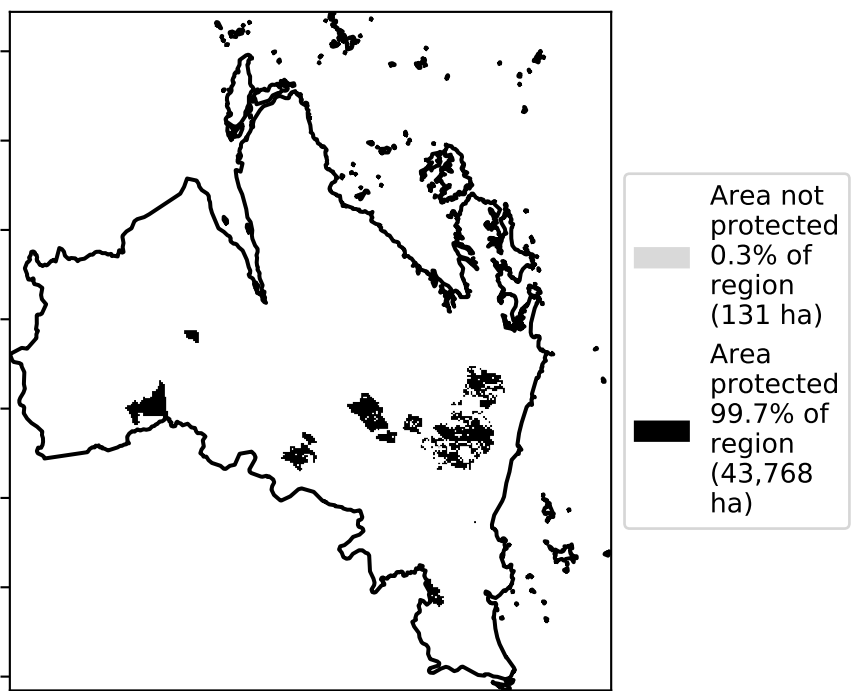 Area not
protected
0.3% of
region
(131 ha)
Area
protected
99.7% of
region
(43,768
ha)